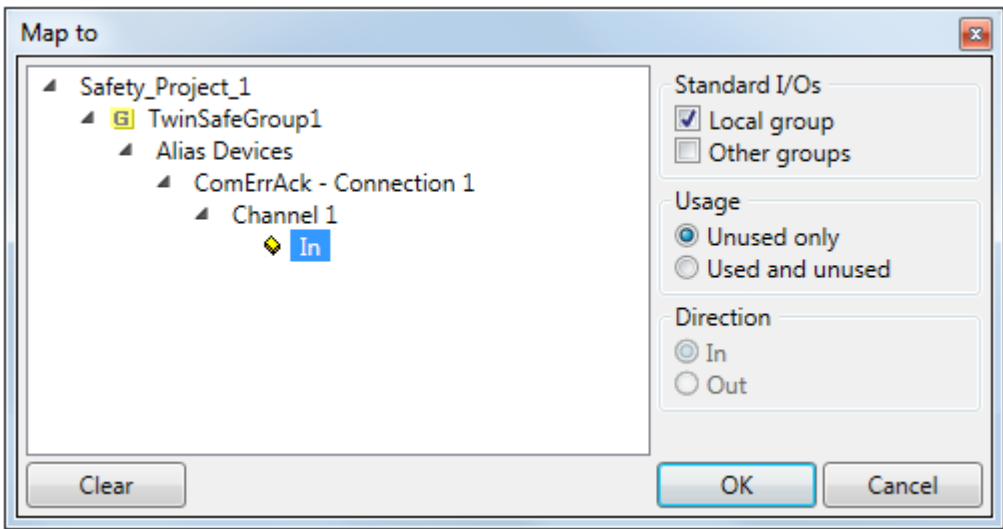 Map to
Safety_Project_1
G TwinSafeGroup1
Alias Devices
ComErrAck - Connection 1
Channel 1
In
Standard I/Os
Local group
Other groups
Usage
Unused only
Used and unused
Direction
In
Out
Clear
OK
Cancel